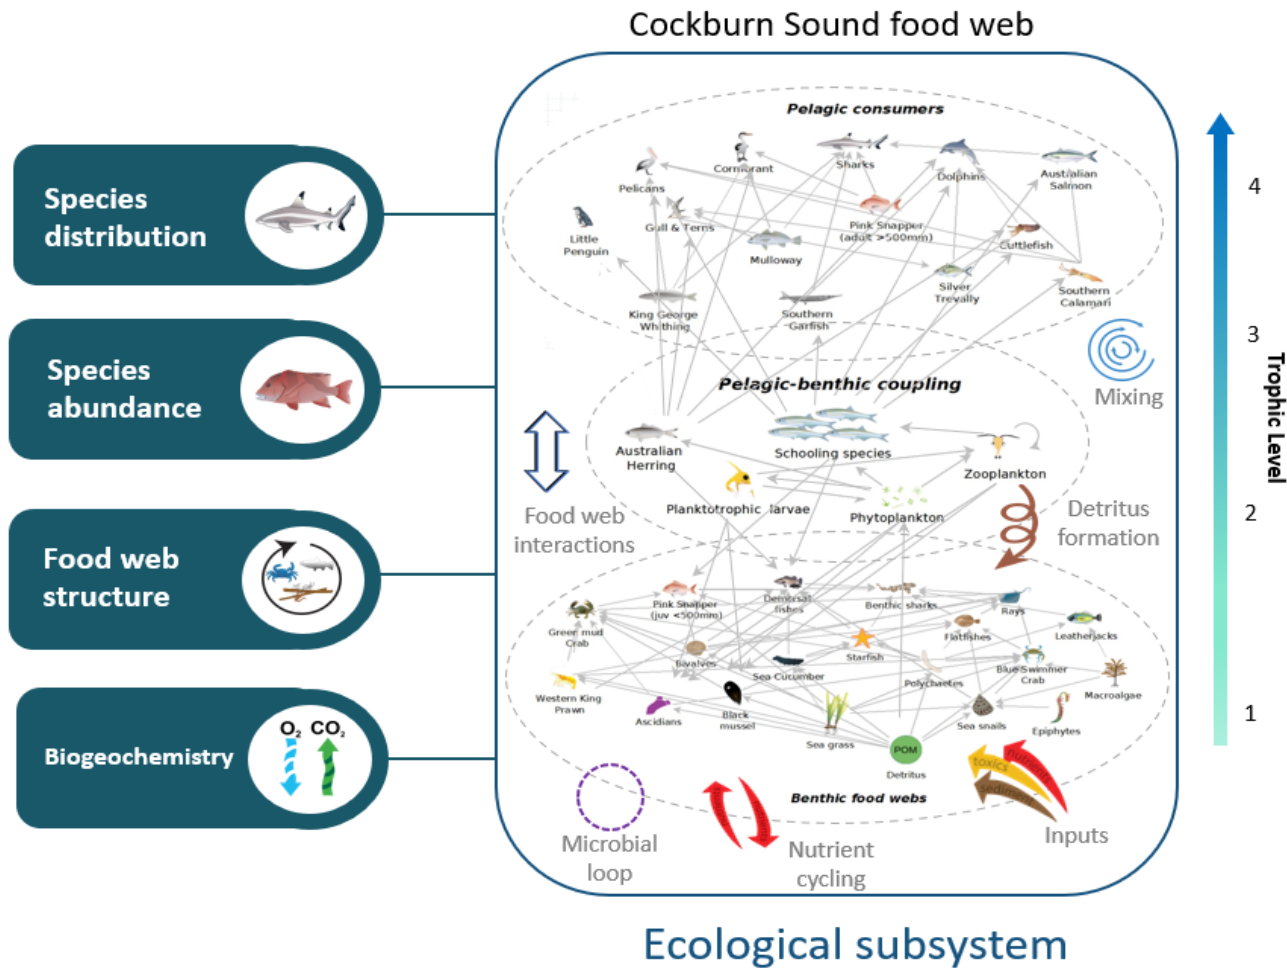 Cockburn Sound food web
Species
distribution
Species
abundance
Food web
structure
Biogeochemistry
O2 CO2
Pelagic consumers
Pelicans
Cormorant
Sharks
Dolphins
Australian
Salmon
Little
Penguin
Gull & Terns
Mulloway
Pink Snapper
(adult >500mm)
Cuttlefish
Silver
Trevally
Southern
Calamari
King George
Whithing
Southern
Garfish
Mixing
Pelagic-benthic coupling
Australian
Herring
Schooling species
Zooplankton
Planktotrophic larvae
Phytoplankton
Food web
interactions
Detritus
formation
Green mud
Crab
Pink Snapper
(juv <500mm)
Demersal
fishes
Benthic sharks
Rays
Flatfishes
Leatherjacks
Bivalves
Sea Cucumber
Starfish
Polychaetes
Blue Swimmer
Crab
Macroalgae
Western King
Prawn
Ascidians
Black
mussel
Sea grass
POM
Detritus
Sea snails
Epiphytes
Benthic food webs
nutrients
toxics
sediment
Inputs
Microbial
loop
Nutrient
cycling
4
3
2
1
Trophic Level
Ecological subsystem